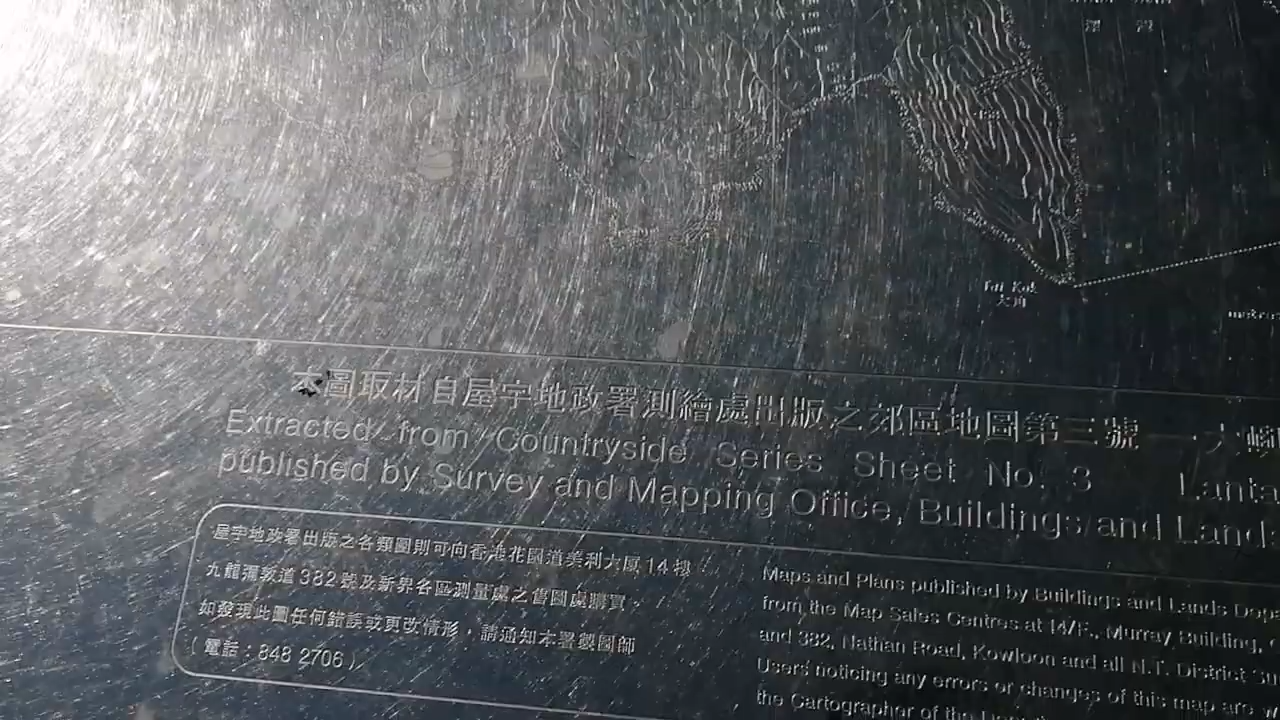 Tai Kok
大角
metres
本圖取材自屋宇地政署測繪處出版之郊區地圖第三號 一 大嶼
Extracted from Countryside Series Sheet No. 3 Lanta
published by Survey and Mapping Office, Buildings and Lands
屋宇地政署出版之各類圖則可向香港花園道美利大廈14樓
九龍彌敦道382號及新界各區測量處之售圖處購買。
如發現此圖任何錯誤或更改情形，請通知本署製圖師
（電話：848 2706）
Maps and Plans published by Buildings and Lands Dep
from the Map Sales Centres at 14/F., Murray Building,
and 382, Nathan Road, Kowloon and all N.T. District Su
Users noticing any errors or changes of this map are w
the Cartographer of the